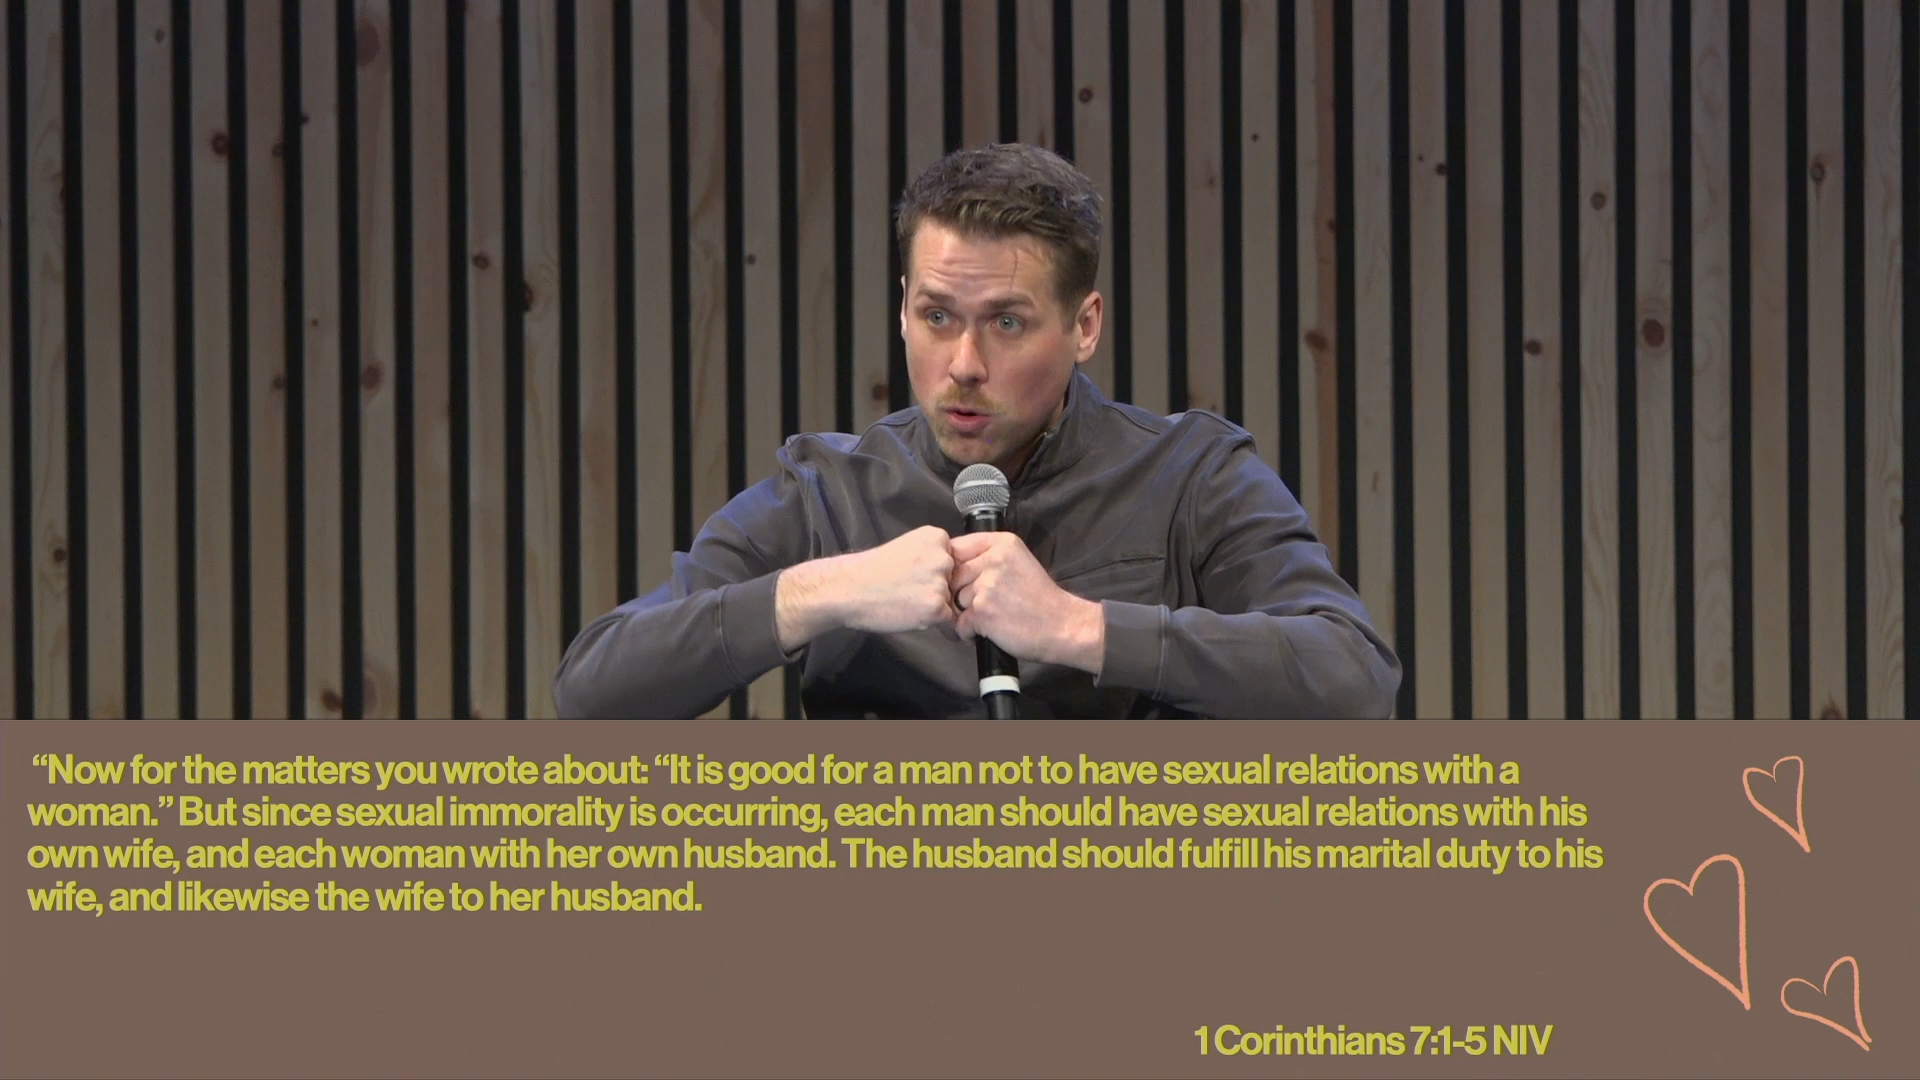 “Now for the matters you wrote about: “It is good for a man not to have sexual relations with a
woman.” But since sexual immorality is occurring, each man should have sexual relations with his
own wife, and each woman with her own husband. The husband should fulfill his marital duty to his
wife, and likewise the wife to her husband.
1 Corinthians 7:1-5 NIV